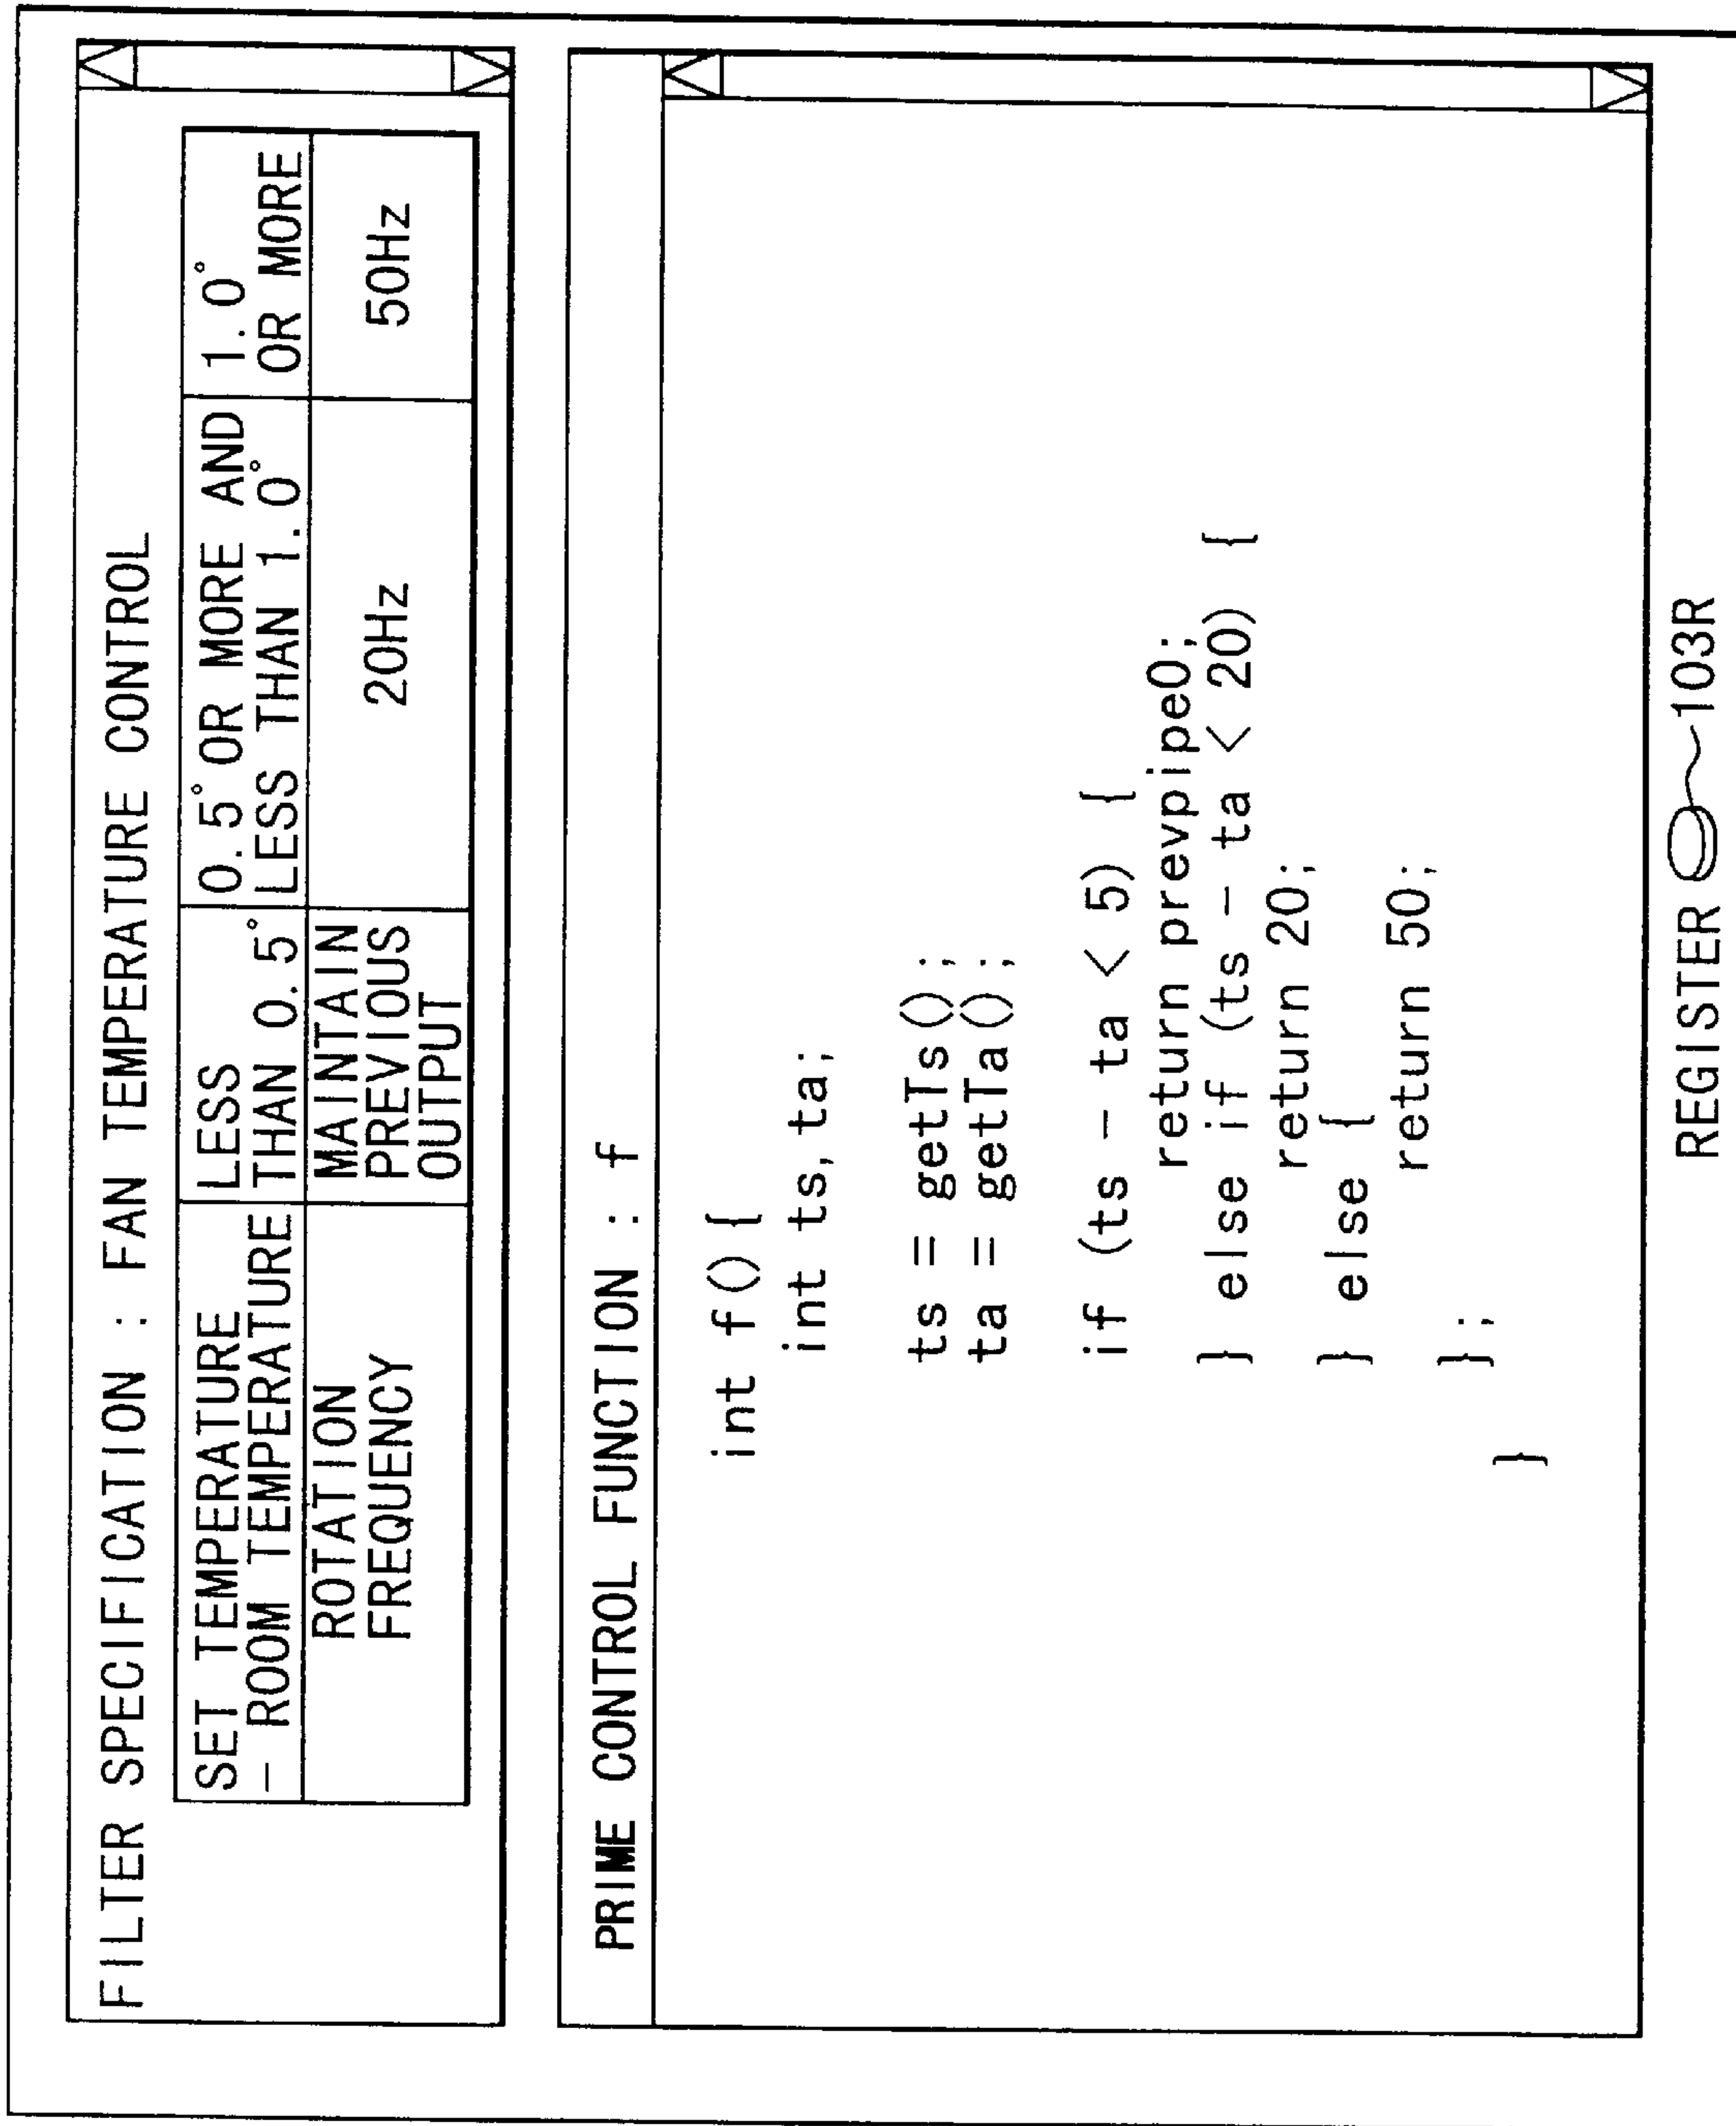 FILTER SPECIFICATION : FAN TEMPERATURE CONTROL
SET TEMPERATURE
- ROOM TEMPERATURE
LESS
THAN 0.5°
0.5° OR MORE AND
LESS THAN 1.0°
1.0°
OR MORE
ROTATION
FREQUENCY
MAINTAIN
PREVIOUS
OUTPUT
20Hz
50Hz
PRIME CONTROL FUNCTION : f
int f() {
int ts, ta;
ts = getTs();
ta = getTa();
if (ts - ta < 5) {
return prevpipe0;
} else if (ts - ta < 20) {
return 20;
} else {
return 50;
};
}
REGISTER 103R